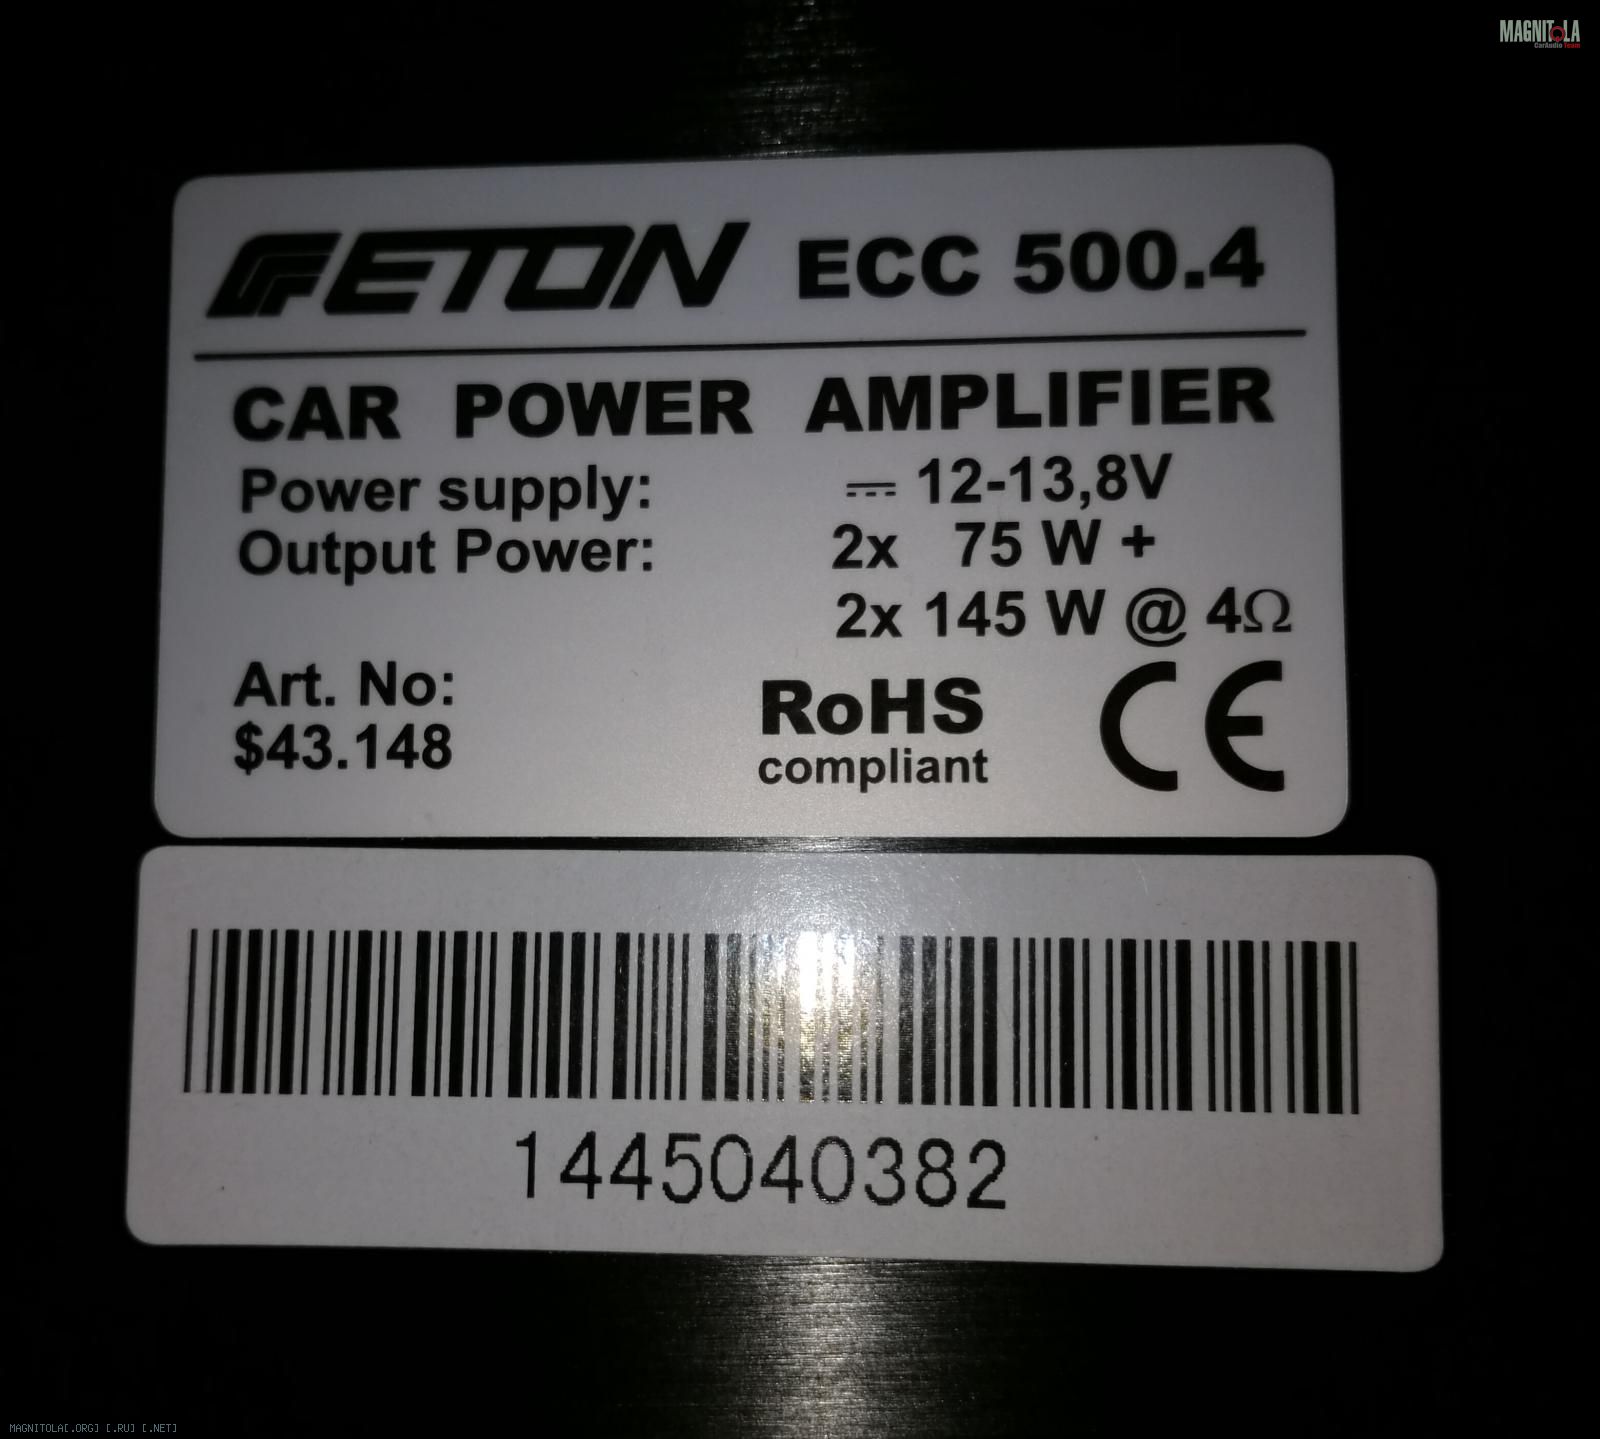 MAGNITOLA
CarAudio Team
ETON ECC 500.4
CAR POWER AMPLIFIER
Power supply: ⎓ 12-13,8V
Output Power: 2x 75 W +
2x 145 W @ 4Ω
Art. No:
$43.148
RoHS
compliant
CE
1445040382
MAGNITOLA[.ORG] [.RU] [.NET]